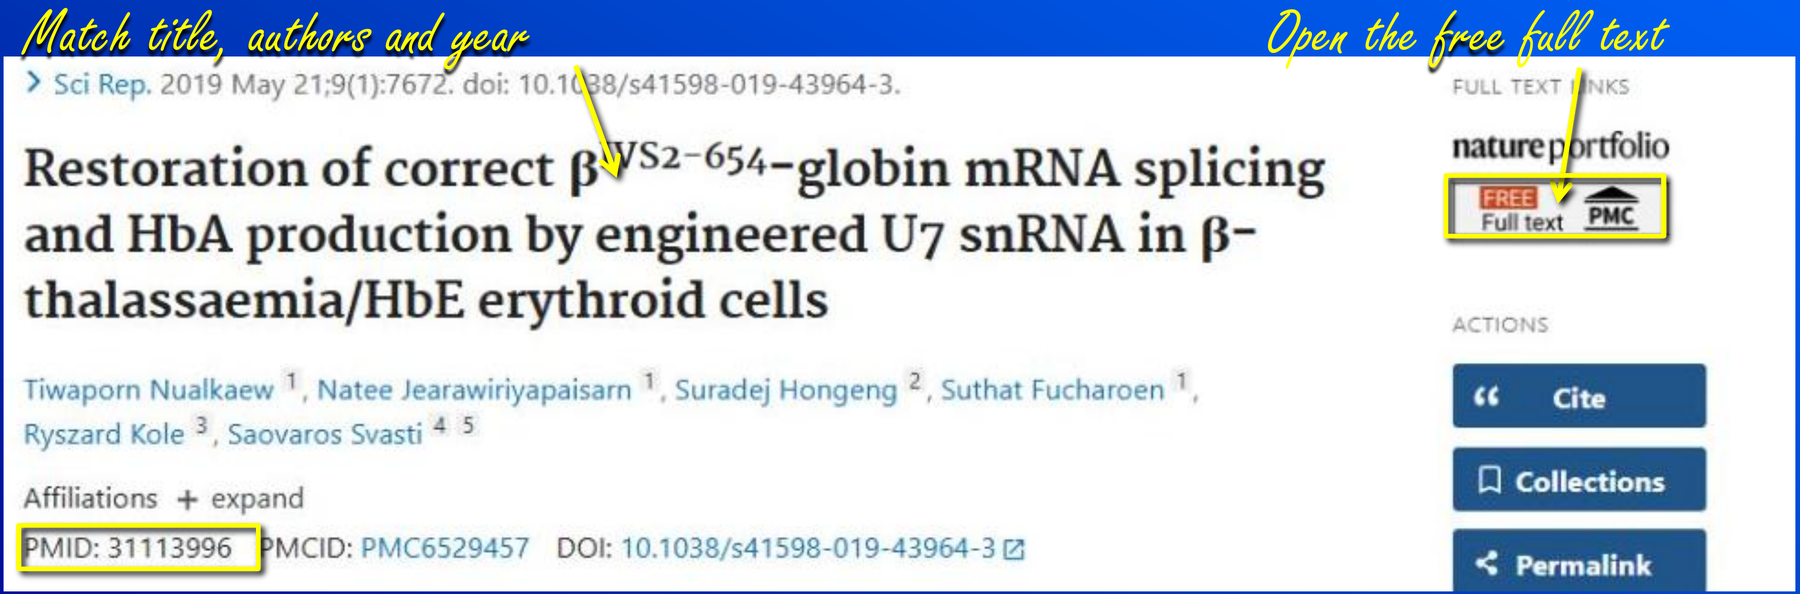 Match title, authors and year
Open the free full text
Sci Rep. 2019 May 21;9(1):7672. doi: 10.1038/s41598-019-43964-3.
Restoration of correct β^IVS2-654-globin mRNA splicing
and HbA production by engineered U7 snRNA in β-
thalassaemia/HbE erythroid cells
Tiwaporn Nualkaew 1, Natee Jearawiriyapaisarn 1, Suradej Hongeng 2, Suthat Fucharoen 1,
Ryszard Kole 3, Saovaros Svasti 4 5
Affiliations + expand
PMID: 31113996 PMCID: PMC6529457 DOI: 10.1038/s41598-019-43964-3
FULL TEXT LINKS
nature portfolio
FREE
Full text PMC
ACTIONS
Cite
Collections
Permalink